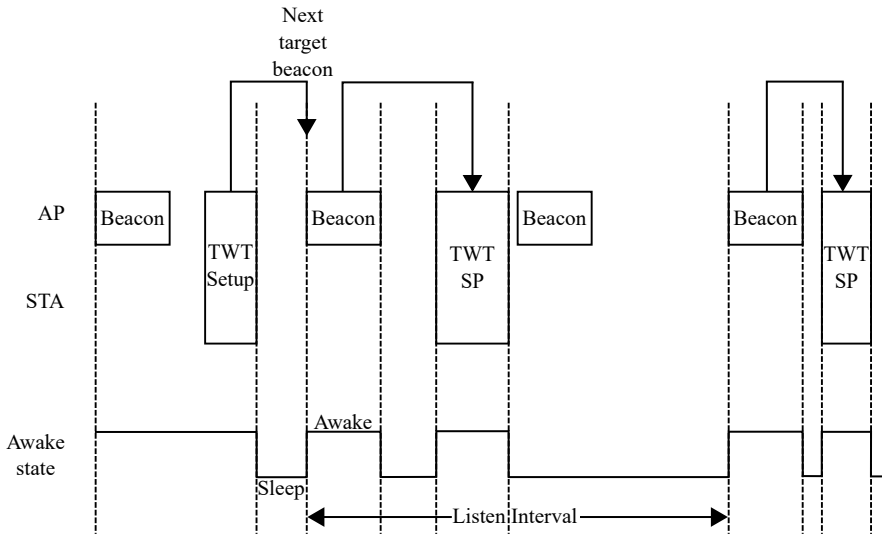 Next
target
beacon
AP
Beacon
Beacon
Beacon
Beacon
TWT
Setup
TWT
SP
TWT
SP
STA
Awake
state
Awake
Sleep
Listen Interval